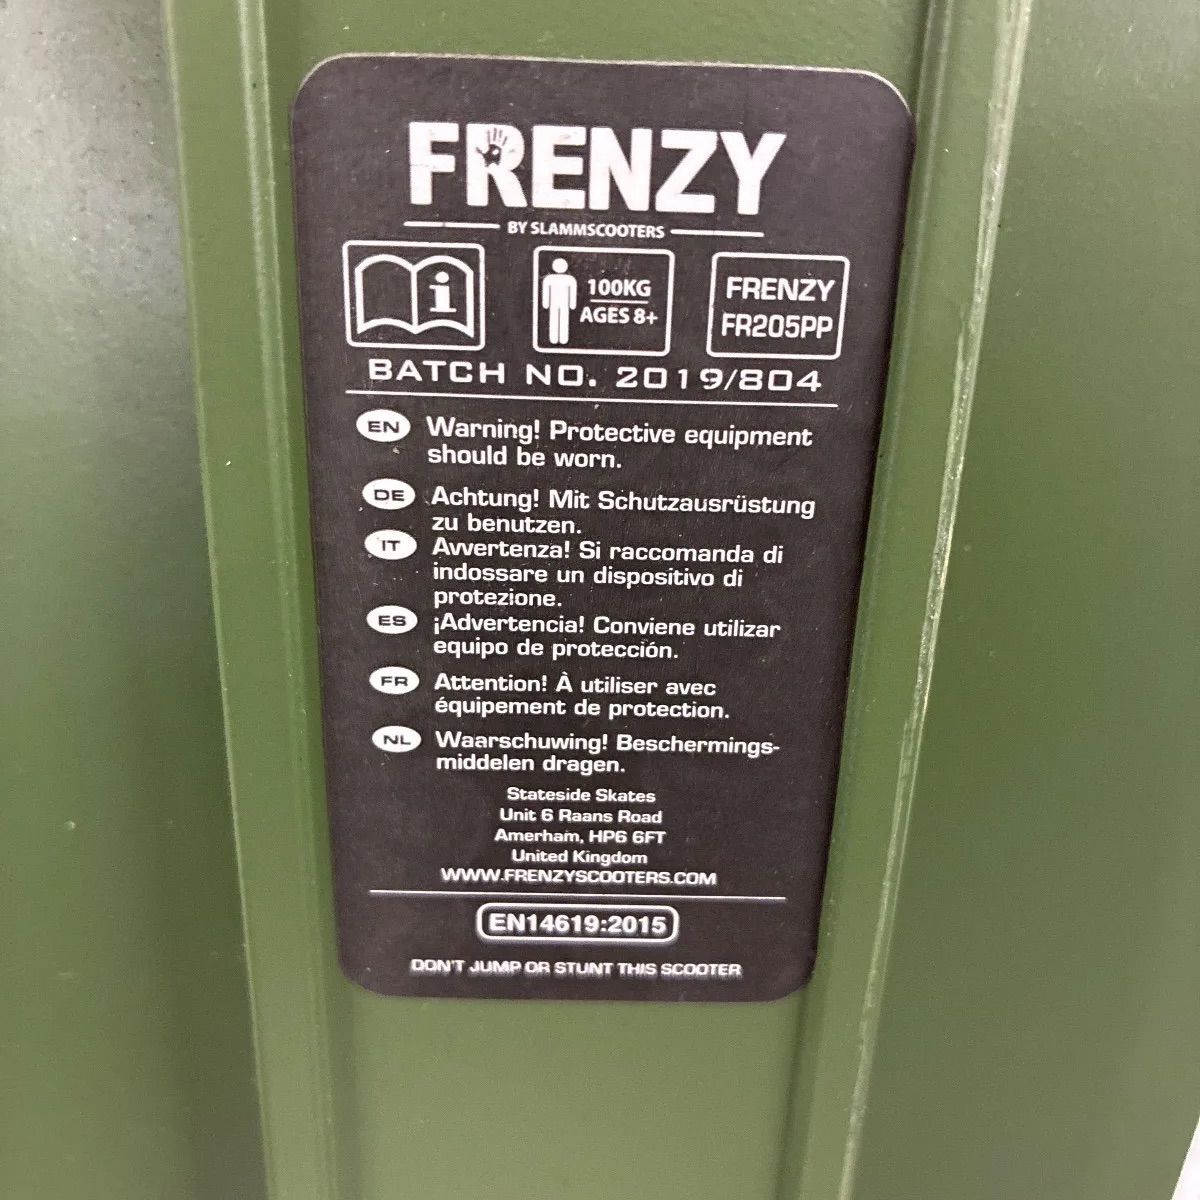 FRENZY
BY SLAMMSCOOTERS
i
100KG
AGES 8+
FRENZY
FR205PP
BATCH NO. 2019/804
EN Warning! Protective equipment
should be worn.
DE Achtung! Mit Schutzausrüstung
zu benutzen.
IT Avvertenza! Si raccomanda di
indossare un dispositivo di
protezione.
ES ¡Advertencia! Conviene utilizar
equipo de protección.
FR Attention! À utiliser avec
équipement de protection.
NL Waarschuwing! Beschermings-
middelen dragen.
Stateside Skates
Unit 6 Raans Road
Amerham, HP6 6FT
United Kingdom
WWW.FRENZYSCOOTERS.COM
EN14619:2015
DON'T JUMP OR STUNT THIS SCOOTER